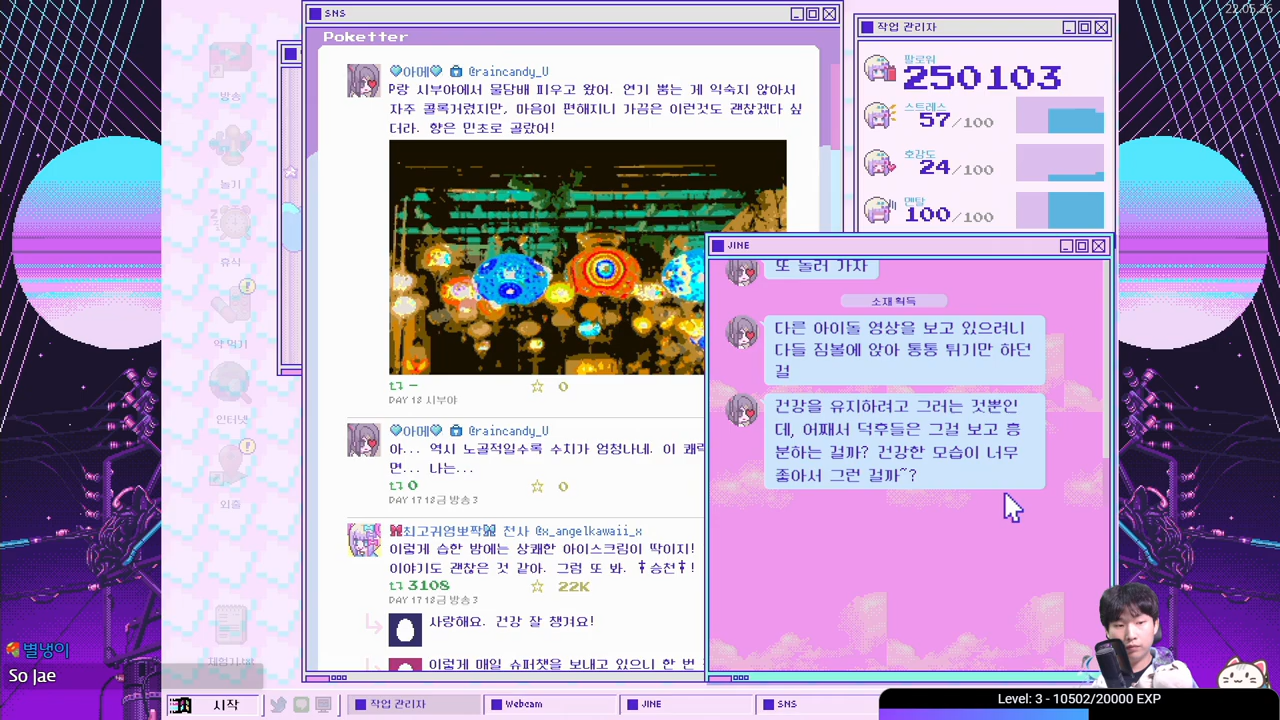 22.05.26
SNS
Poketter
아메 @raincandy_U
P랑 시부야에서 물담배 피우고 왔어. 연기 뿜는 게 익숙지 않아서
자주 콜록거렸지만, 마음이 편해지니 가끔은 이런것도 괜찮겠다 싶
더라. 향은 민초로 골랐어!
0
DAY 18 시부야
아메 @raincandy_U
아... 역시 노골적일수록 수치가 엄청나네. 이 쾌락
면... 나는...
0 0
DAY 17 18금 방송 3
최고귀염뽀짝 천사 @x_angelkawaii_x
이렇게 습한 밤에는 상쾌한 아이스크림이 딱이지!
이야기도 괜찮은 것 같아. 그럼 또 봐. ✝승천✝!
3108 22K
DAY 17 18금 방송 3
사랑해요. 건강 잘 챙겨요!
이렇게 매일 슈퍼챗을 보내고 있으니 한 번
작업 관리자
팔로워
250103
스트레스
57/100
호감도
24/100
멘탈
100/100
JINE
또 놀러 가자
소재 획득
다른 아이돌 영상을 보고 있으려니
다들 짐볼에 앉아 통통 튀기만 하던
걸
건강을 유지하려고 그러는 것뿐인
데, 어째서 덕후들은 그걸 보고 흥
분하는 걸까? 건강한 모습이 너무
좋아서 그런 걸까~?
방송
놀기
휴식
약 먹기
인터넷
외출
별냉이
So Jae
시작
작업 관리자
Webcam
JINE
SNS
Level: 3 - 10502/20000 EXP